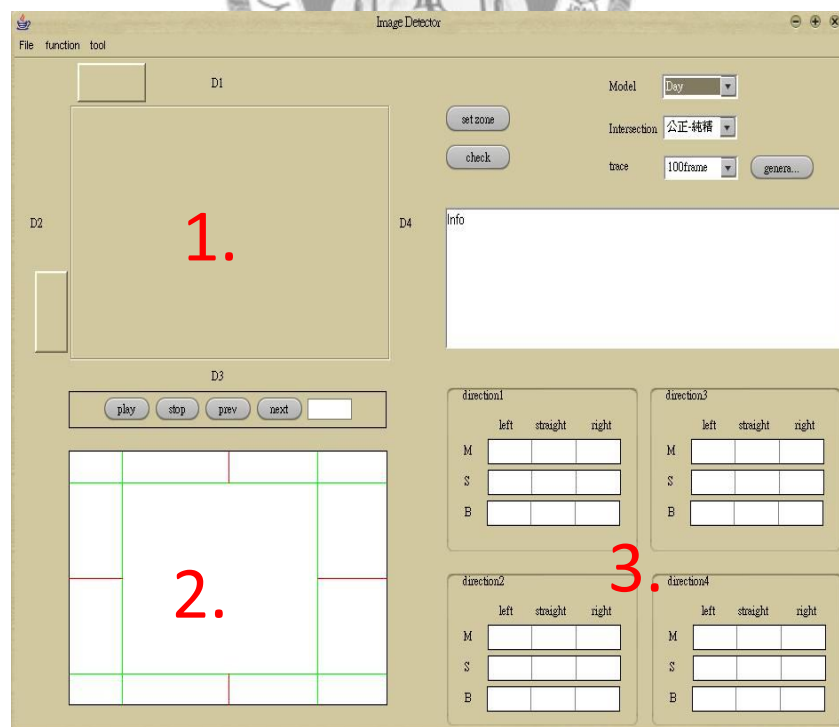 Image Detector
File function tool
D1
D2
1.
D4
D3
play stop prev next
2.
set zone
check
Model Day
Intersection 公正-純精
trace 100frame genera...
Info
direction1
left straight right
M
S
B
direction3
left straight right
M
S
B
3.
direction2
left straight right
M
S
B
direction4
left straight right
M
S
B